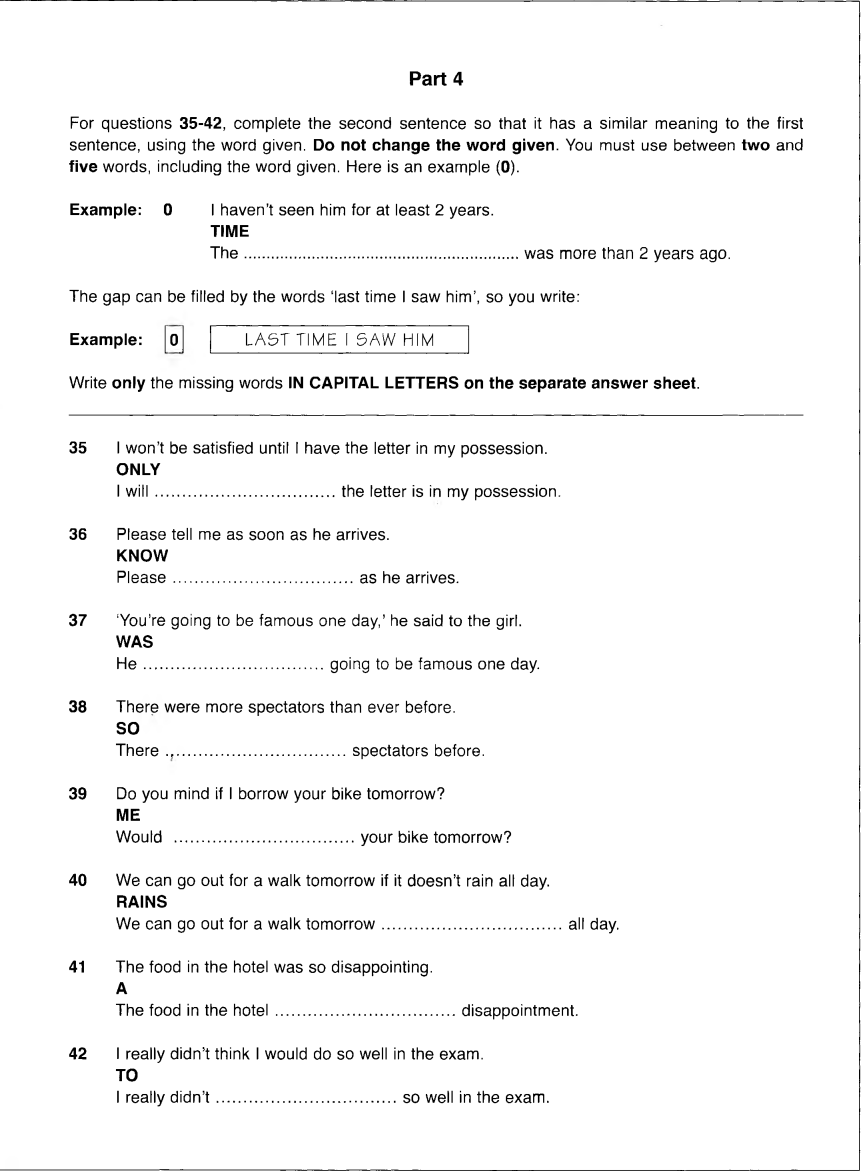 Part 4
For questions 35-42, complete the second sentence so that it has a similar meaning to the first
sentence, using the word given. Do not change the word given. You must use between two and
five words, including the word given. Here is an example (0).
Example: 0 I haven't seen him for at least 2 years.
TIME
The ............................................................. was more than 2 years ago.
The gap can be filled by the words 'last time I saw him', so you write:
Example: 0 LAST TIME I SAW HIM
Write only the missing words IN CAPITAL LETTERS on the separate answer sheet.
35 I won't be satisfied until I have the letter in my possession.
ONLY
I will ................................. the letter is in my possession.
36 Please tell me as soon as he arrives.
KNOW
Please ................................. as he arrives.
37 'You're going to be famous one day,' he said to the girl.
WAS
He ................................. going to be famous one day.
38 There were more spectators than ever before.
SO
There ................................. spectators before.
39 Do you mind if I borrow your bike tomorrow?
ME
Would ................................. your bike tomorrow?
40 We can go out for a walk tomorrow if it doesn't rain all day.
RAINS
We can go out for a walk tomorrow ................................. all day.
41 The food in the hotel was so disappointing.
A
The food in the hotel ................................. disappointment.
42 I really didn't think I would do so well in the exam.
TO
I really didn't ................................. so well in the exam.